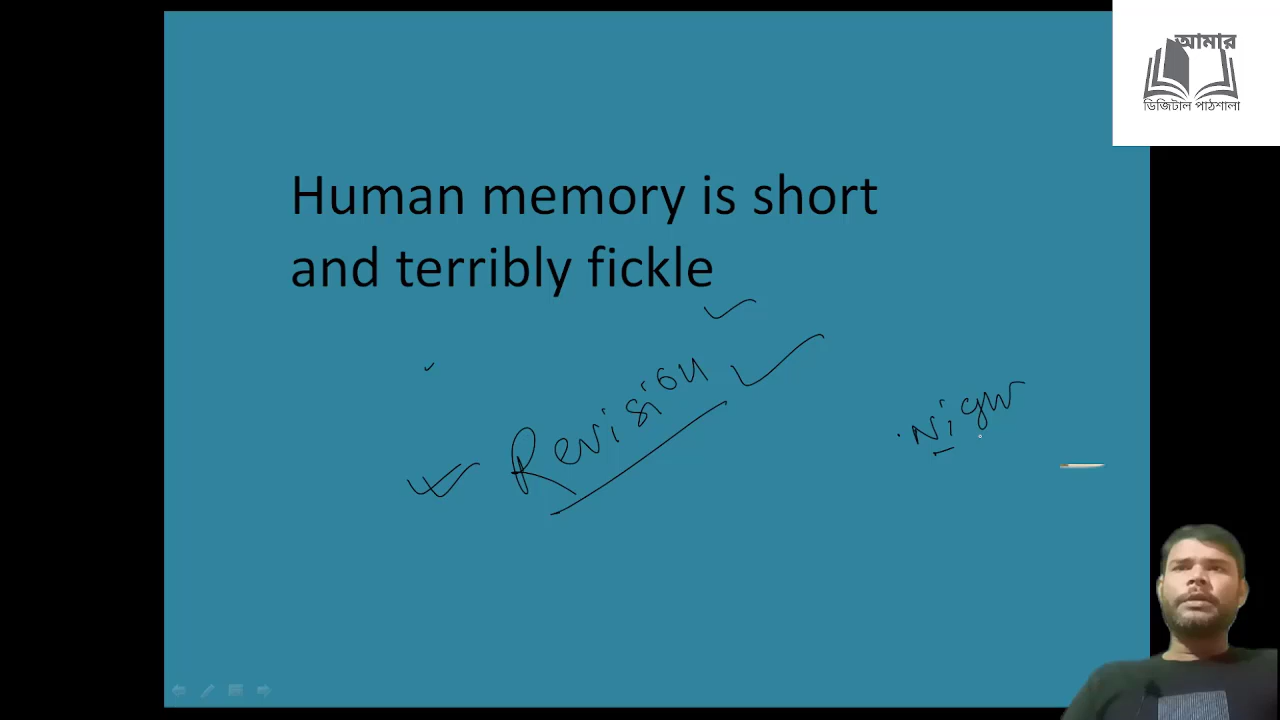 আমার
ডিজিটাল পাঠশালা
Human memory is short
and terribly fickle
Revision